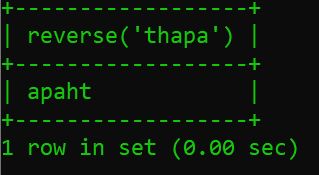 +------------------+
| reverse('thapa') |
+------------------+
| apaht            |
+------------------+
1 row in set (0.00 sec)